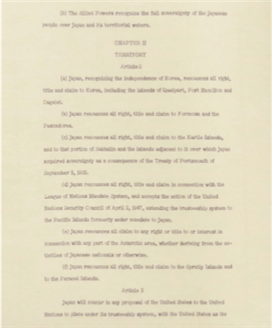 (b) The Allied Powers recognize the full sovereignty of the Japanese
people over Japan and its territorial waters.
CHAPTER II
TERRITORY
Article 2
(a) Japan, recognizing the independence of Korea, renounces all right,
title and claim to Korea, including the islands of Quelpart, Port Hamilton and
Dagelet.
(b) Japan renounces all right, title and claim to Formosa and the
Pescadores.
(c) Japan renounces all right, title and claim to the Kurile Islands,
and to that portion of Sakhalin and the islands adjacent to it over which Japan
acquired sovereignty as a consequence of the Treaty of Portsmouth of
September 5, 1905.
(d) Japan renounces all right, title and claim in connection with the
League of Nations Mandate System, and accepts the action of the United
Nations Security Council of April 2, 1947, extending the trusteeship system to
the Pacific Islands formerly under mandate to Japan.
(e) Japan renounces all claim to any right or title to or interest in
connection with any part of the Antarctic area, whether deriving from the ac-
tivities of Japanese nationals or otherwise.
(f) Japan renounces all right, title and claim to the Spratly Islands and
to the Paracel Islands.
Article 3
Japan will concur in any proposal of the United States to the United
Nations to place under its trusteeship system, with the United States as the